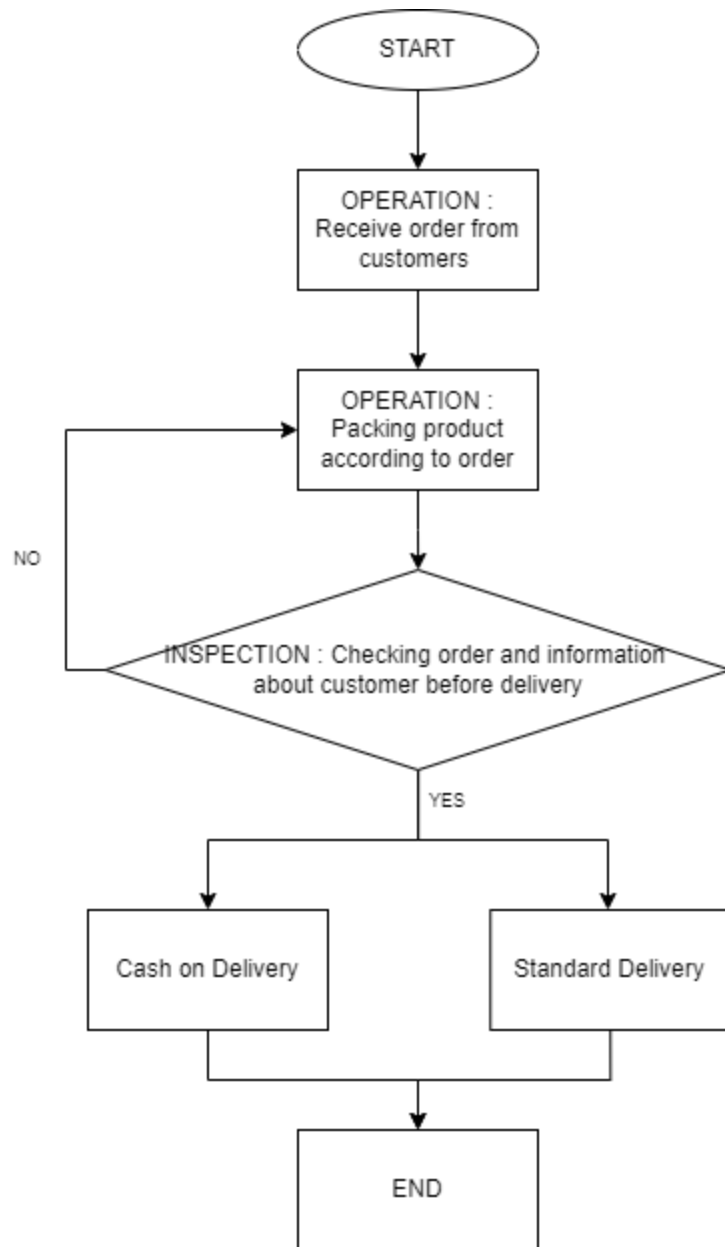 START
OPERATION :
Receive order from
customers
OPERATION :
Packing product
according to order
NO
INSPECTION : Checking order and information
about customer before delivery
YES
Cash on Delivery
Standard Delivery
END